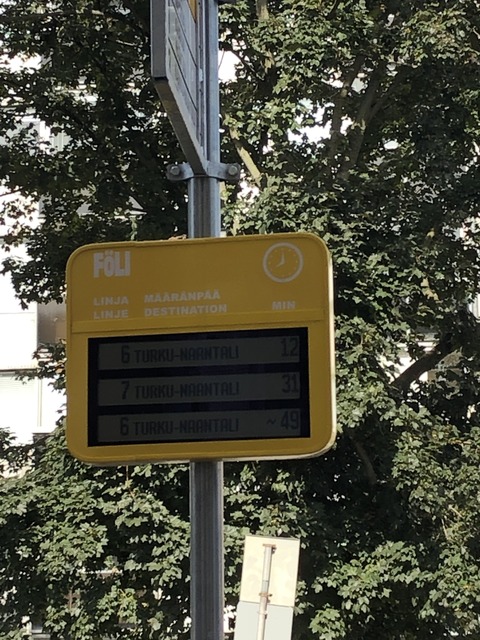 FÖLI
LINJA MÄÄRÄNPÄÄ
LINJE DESTINATION MIN
6 TURKU-NAANTALI 12
7 TURKU-NAANTALI 31
6 TURKU-NAANTALI ~49